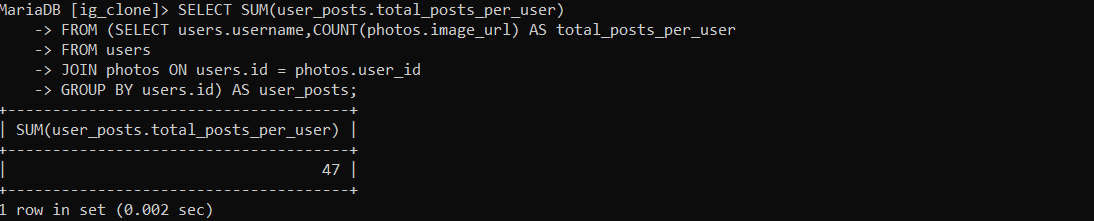 MariaDB [ig_clone]> SELECT SUM(user_posts.total_posts_per_user)
    -> FROM (SELECT users.username,COUNT(photos.image_url) AS total_posts_per_user
    -> FROM users
    -> JOIN photos ON users.id = photos.user_id
    -> GROUP BY users.id) AS user_posts;
+--------------------------------------+
| SUM(user_posts.total_posts_per_user) |
+--------------------------------------+
|                                   47 |
+--------------------------------------+
1 row in set (0.002 sec)